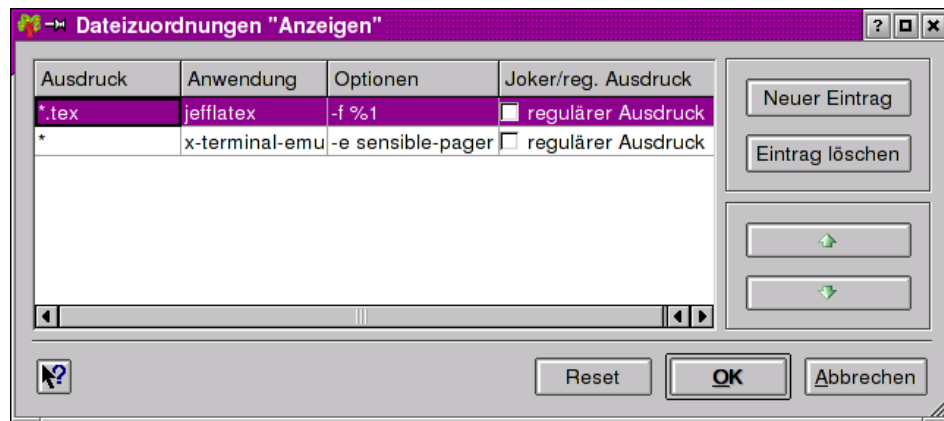 Dateizuordnungen "Anzeigen"
Ausdruck Anwendung Optionen Joker/reg. Ausdruck
*.tex jefflatex -f %1 regulärer Ausdruck
* x-terminal-emu -e sensible-pager regulärer Ausdruck
Neuer Eintrag
Eintrag löschen
Reset OK Abbrechen